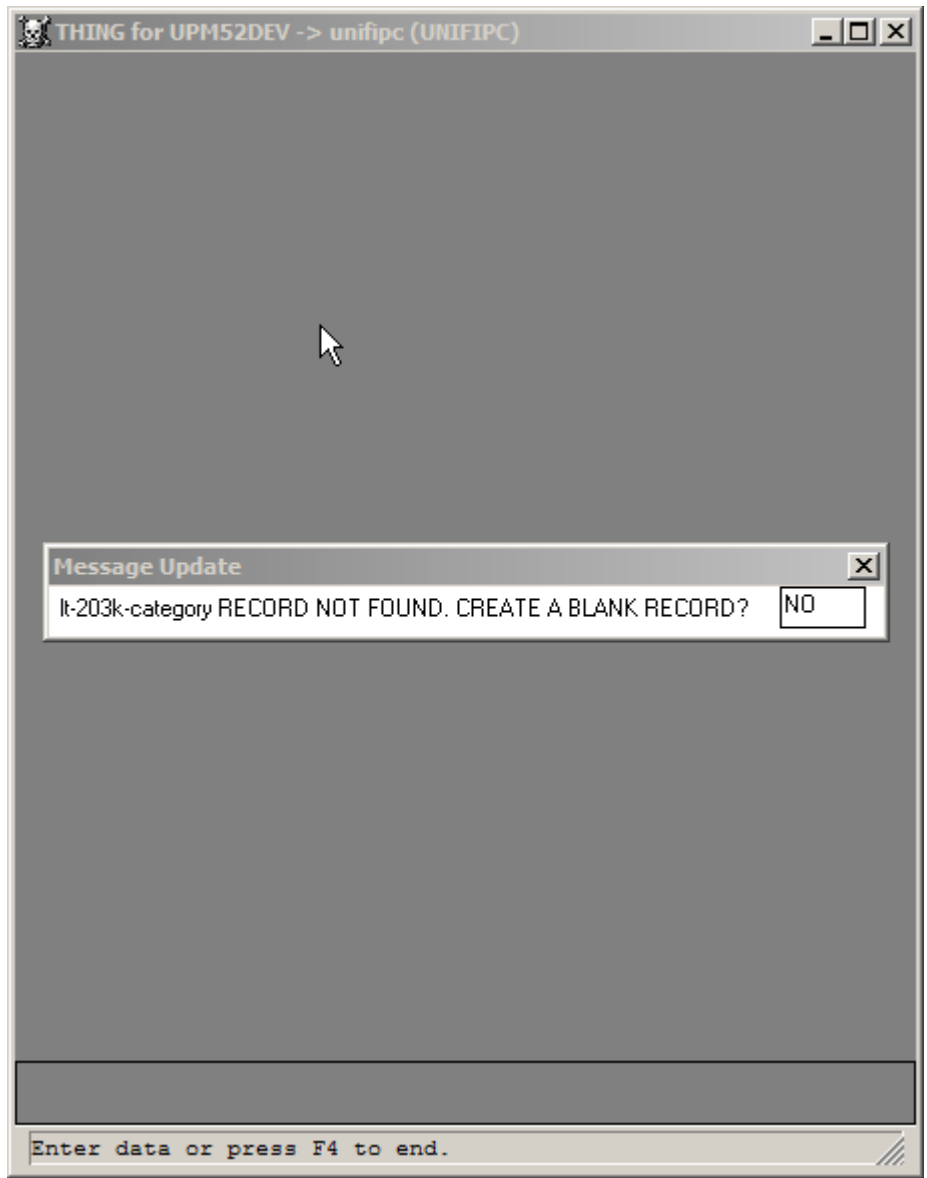 THING for UPM52DEV -> unifipc (UNIFIPC)
Message Update
lt-203k-category RECORD NOT FOUND. CREATE A BLANK RECORD? NO
Enter data or press F4 to end.